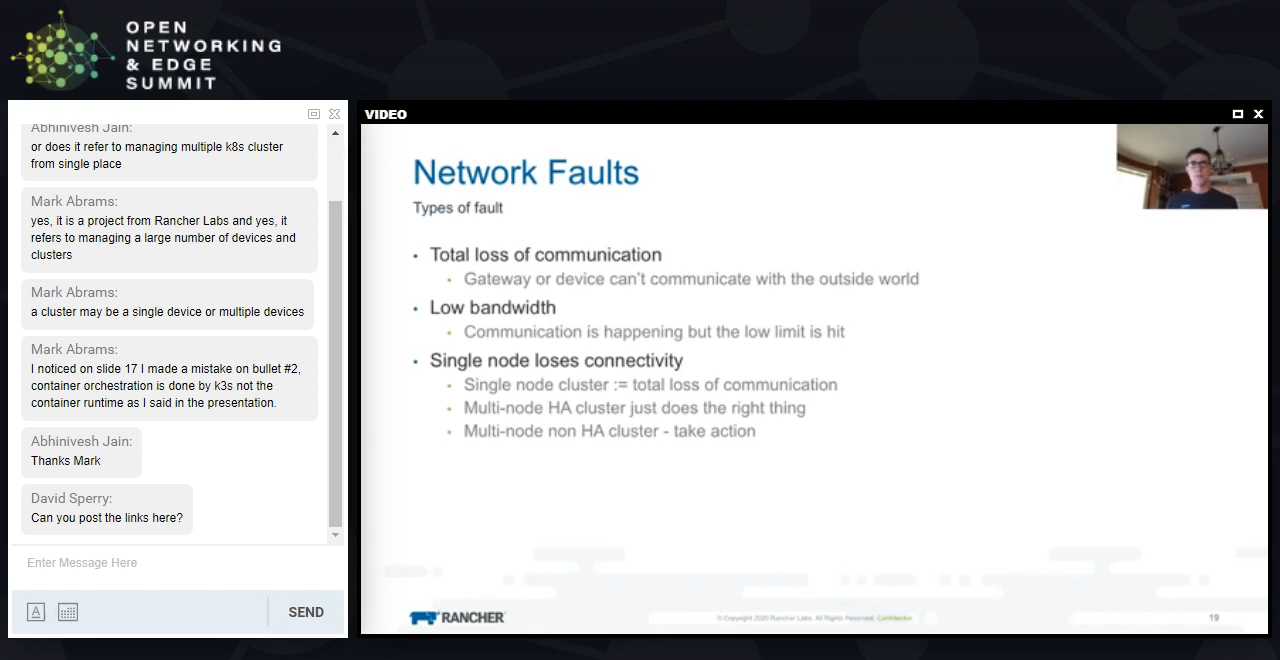 OPEN
NETWORKING
& EDGE
SUMMIT
Abhinivesh Jain:
or does it refer to managing multiple k8s cluster
from single place
Mark Abrams:
yes, it is a project from Rancher Labs and yes, it
refers to managing a large number of devices and
clusters
Mark Abrams:
a cluster may be a single device or multiple devices
Mark Abrams:
I noticed on slide 17 I made a mistake on bullet #2,
container orchestration is done by k3s not the
container runtime as I said in the presentation.
Abhinivesh Jain:
Thanks Mark
David Sperry:
Can you post the links here?
Enter Message Here
A
SEND
VIDEO
Network Faults
Types of fault
• Total loss of communication
• Gateway or device can't communicate with the outside world
• Low bandwidth
• Communication is happening but the low limit is hit
• Single node loses connectivity
• Single node cluster := total loss of communication
• Multi-node HA cluster just does the right thing
• Multi-node non HA cluster - take action
RANCHER
© Copyright 2020 Rancher Labs. All Rights Reserved. Confidential
19